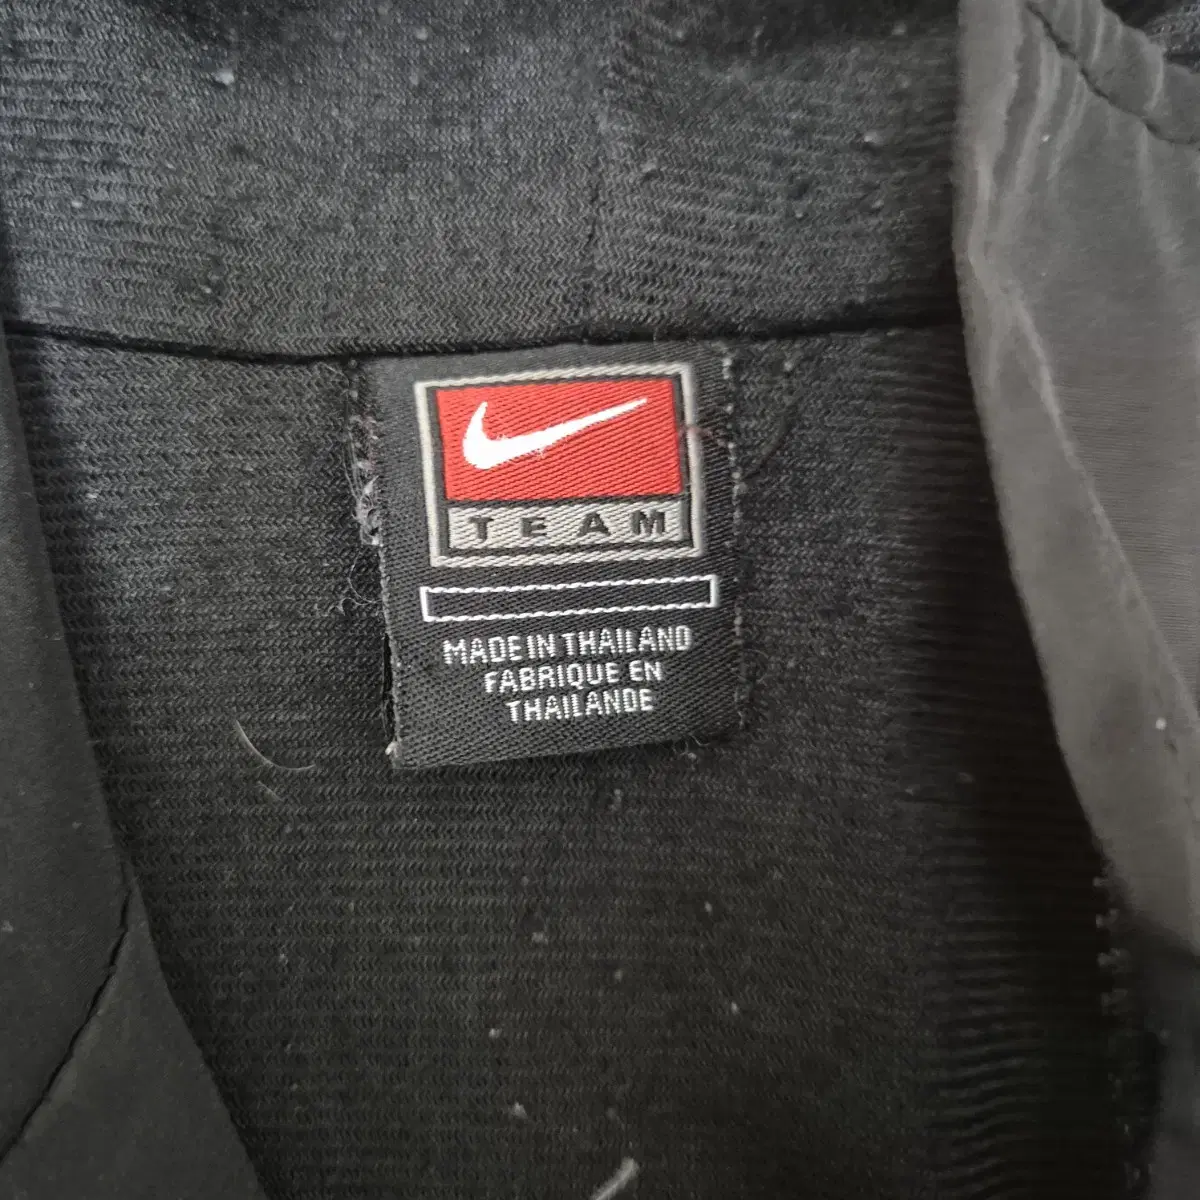 TEAM
MADE IN THAILAND
FABRIQUE EN
THAILANDE